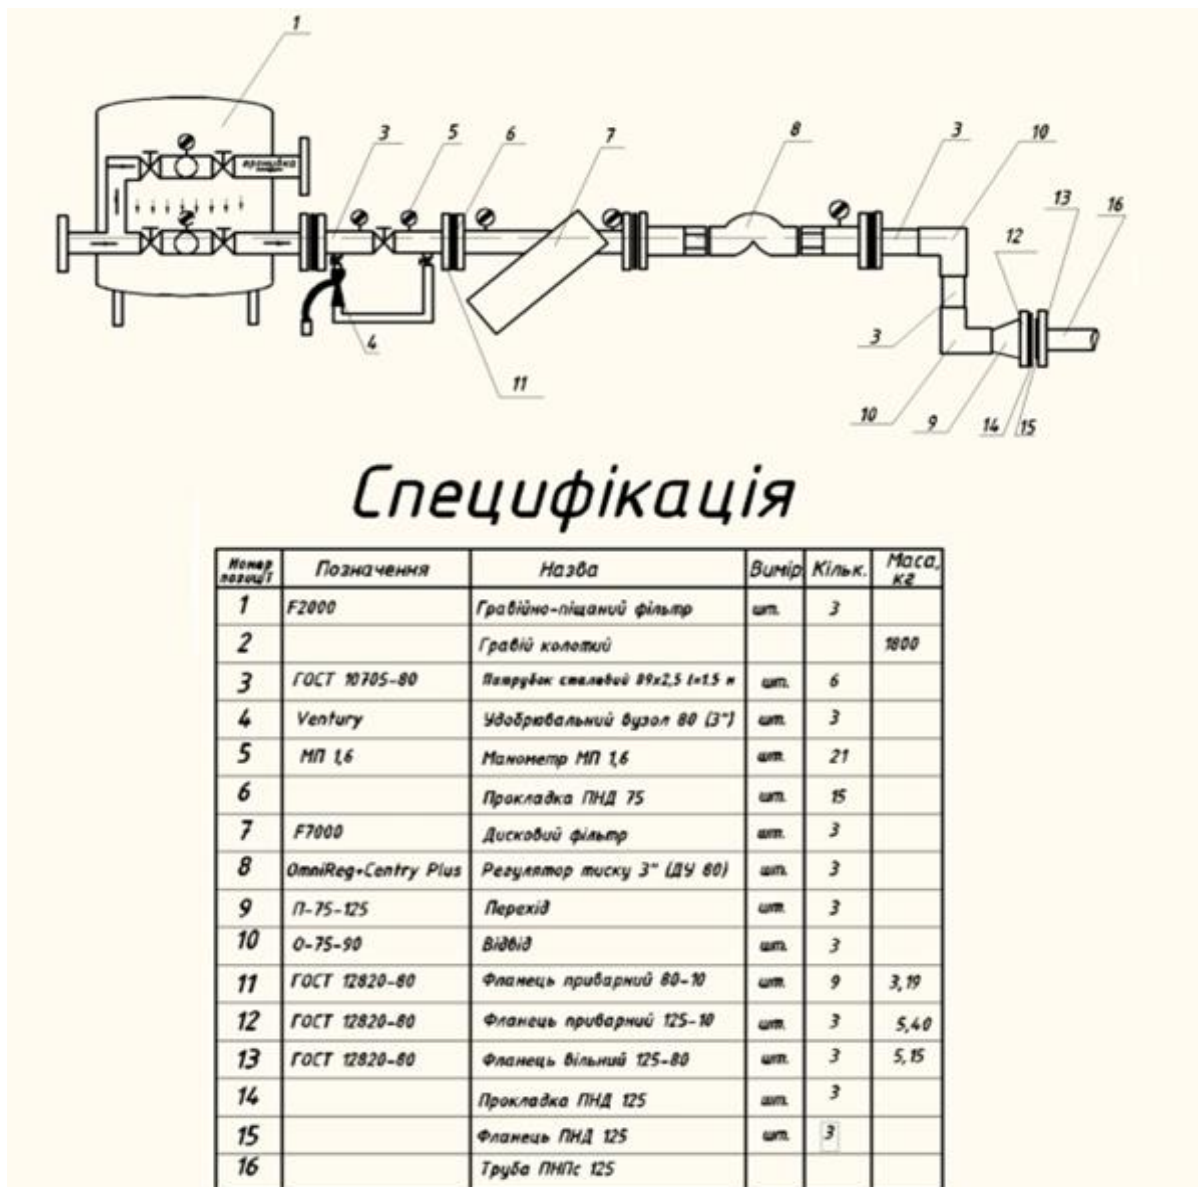 1
3
5
6
7
8
3
10
13
16
12
промивка
4
3
11
10
9
14
15
Специфікація
Номер позиції Позначення Назва Вимір Кільк. Маса, кг
1 F2000 Гравійно-піщаний фільтр шт. 3
2 Гравій колотий 1800
3 ГОСТ 10705-80 Патрубок сталевий 89х2,5 l=1.5 м шт. 6
4 Ventury Удобрювальний вузол 80 (3") шт. 3
5 МП 1,6 Манометр МП 1,6 шт. 21
6 Прокладка ПНД 75 шт. 15
7 F7000 Дисковий фільтр шт. 3
8 OmniReg+Centry Plus Регулятор тиску 3" (ДУ 80) шт. 3
9 П-75-125 Перехід шт. 3
10 О-75-90 Відвід шт. 3
11 ГОСТ 12820-80 Фланець приварний 80-10 шт. 9 3,19
12 ГОСТ 12820-80 Фланець приварний 125-10 шт. 3 5,40
13 ГОСТ 12820-80 Фланець вільний 125-80 шт. 3 5,15
14 Прокладка ПНД 125 шт. 3
15 Фланець ПНД 125 шт. 3
16 Труба ПНПс 125